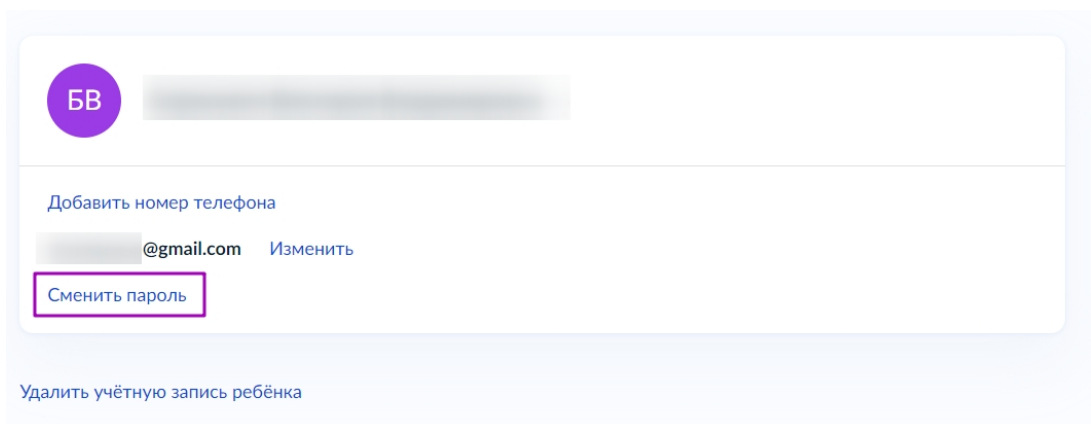 БВ
Добавить номер телефона
@gmail.com Изменить
Сменить пароль
Удалить учётную запись ребёнка